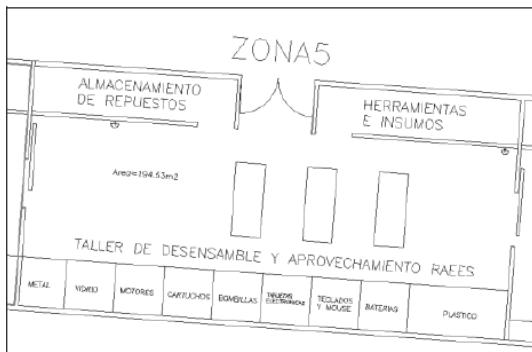 ZONA5
ALMACENAMIENTO
DE REPUESTOS
HERRAMIENTAS
E INSUMOS
Area=194.53m2
TALLER DE DESENSAMBLE Y APROVECHAMIENTO RAEES
METAL
VIDRIO
MOTORES
CARTUCHOS
BOMBILLAS
TARJETAS
ELECTRONICAS
TECLADOS
Y MOUSE
BATERIAS
PLASTICO